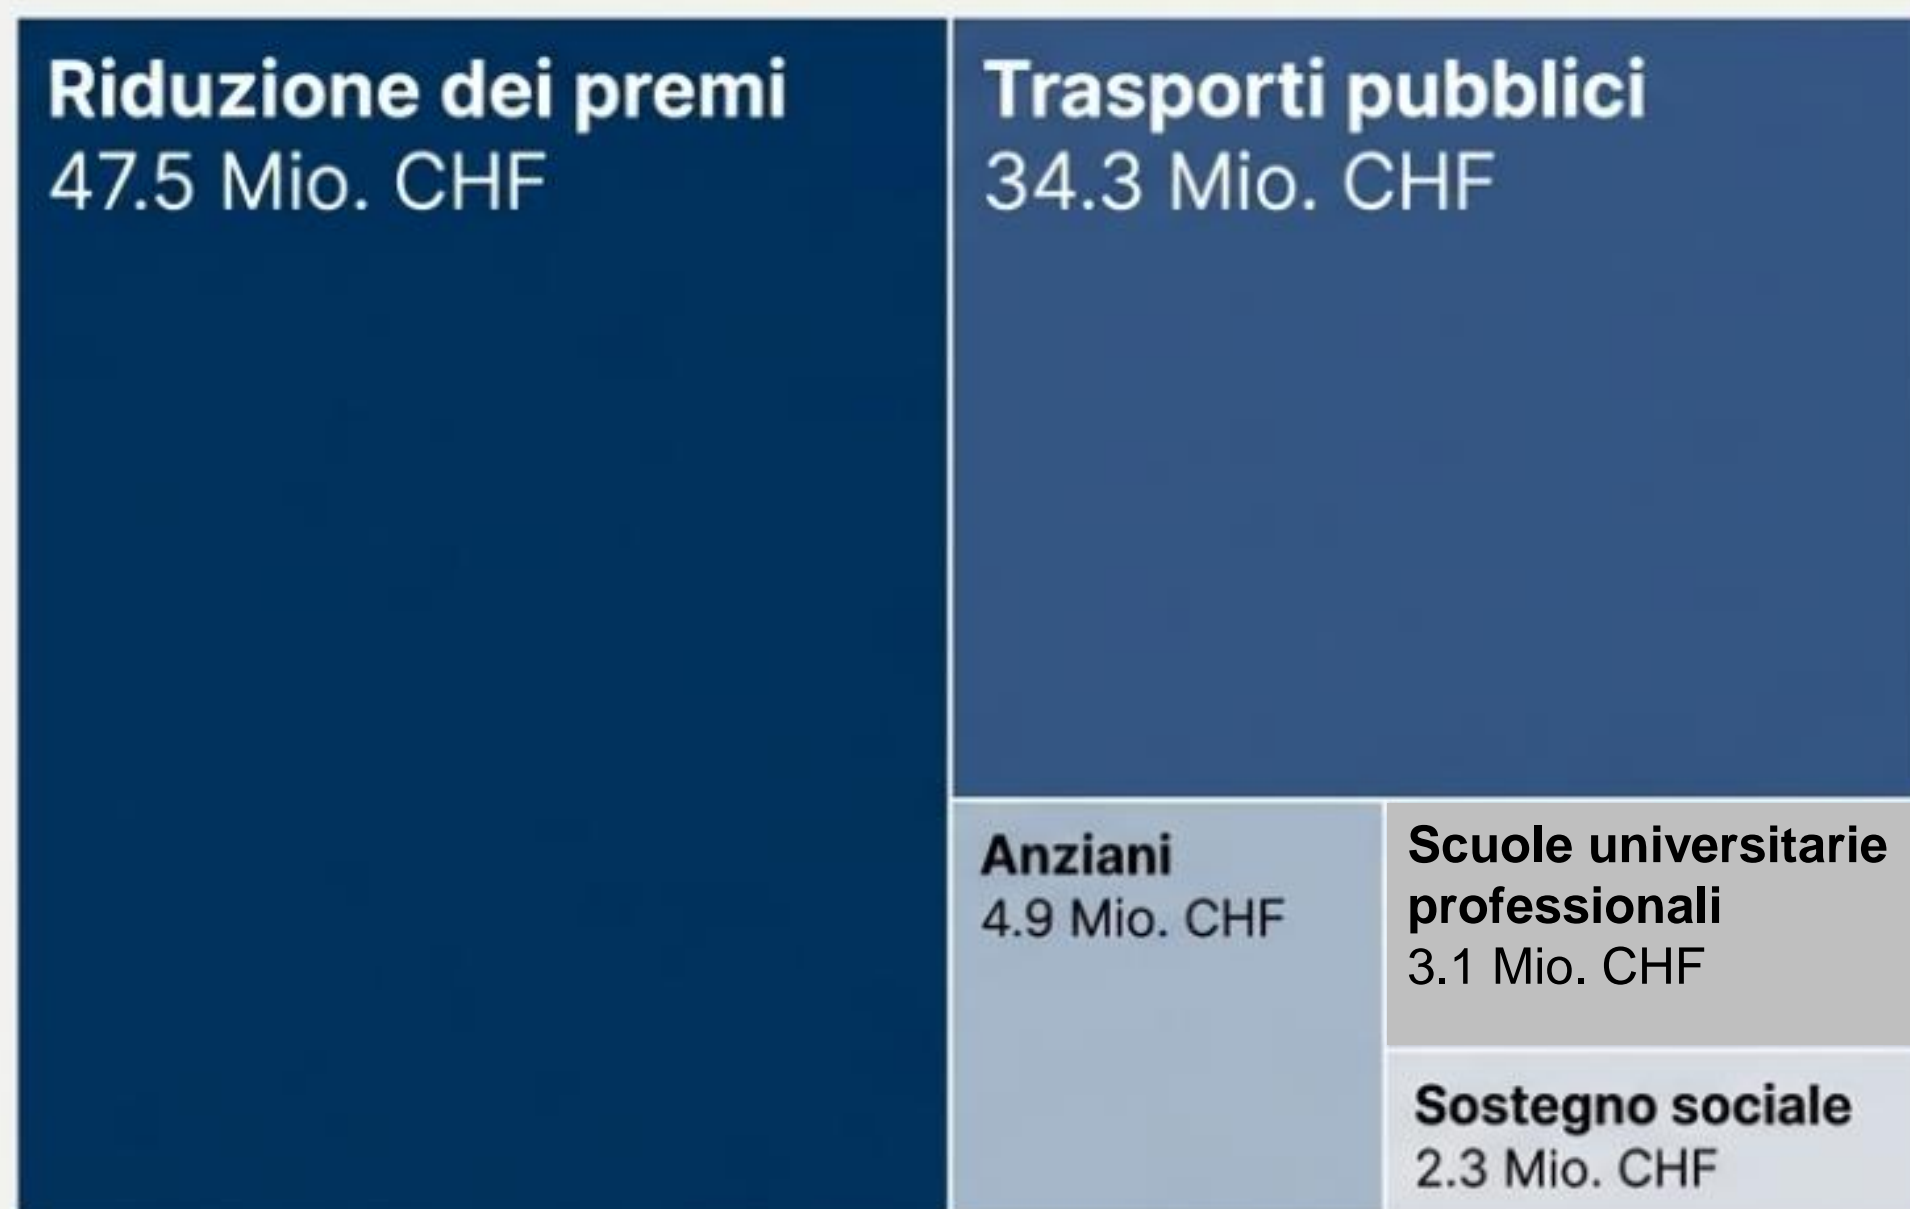 Riduzione dei premi
47.5 Mio. CHF
Trasporti pubblici
34.3 Mio. CHF
Anziani
4.9 Mio. CHF
Scuole universitarie
professionali
3.1 Mio. CHF
Sostegno sociale
2.3 Mio. CHF